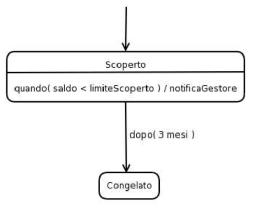 Scoperto
quando( saldo < limiteScoperto ) / notificaGestore
dopo( 3 mesi )
Congelato